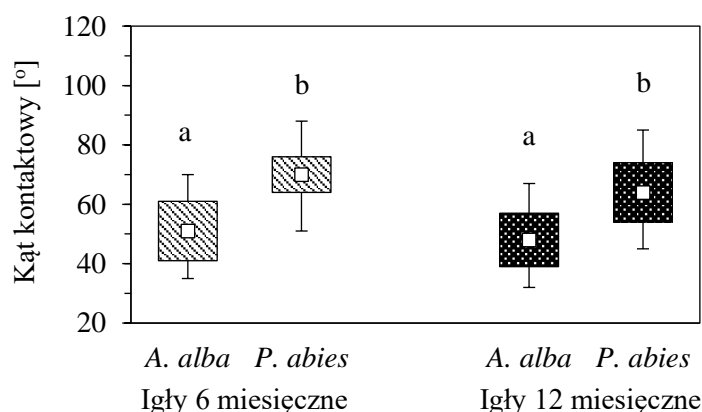 120
100
80
60
40
20
Kąt kontaktowy [º]
a
b
a
b
A. alba P. abies A. alba P. abies
Igły 6 miesięczne Igły 12 miesięczne